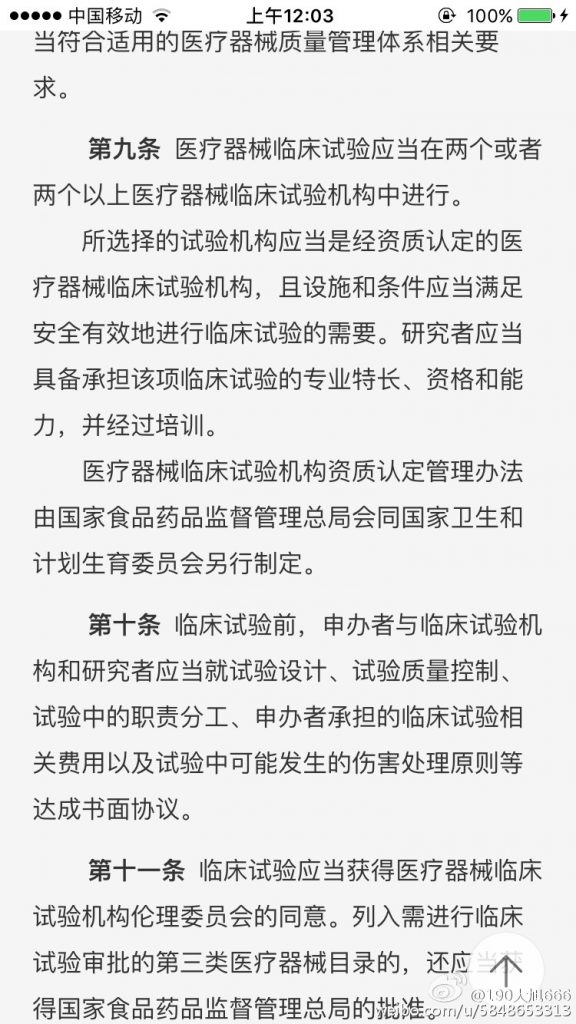 中国移动 上午12:03 100%
当符合适用的医疗器械质量管理体系相关要
求。
第九条 医疗器械临床试验应当在两个或者
两个以上医疗器械临床试验机构中进行。
所选择的试验机构应当是经资质认定的医
疗器械临床试验机构，且设施和条件应当满足
安全有效地进行临床试验的需要。研究者应当
具备承担该项临床试验的专业特长、资格和能
力，并经过培训。
医疗器械临床试验机构资质认定管理办法
由国家食品药品监督管理总局会同国家卫生和
计划生育委员会另行制定。
第十条 临床试验前，申办者与临床试验机
构和研究者应当就试验设计、试验质量控制、
试验中的职责分工、申办者承担的临床试验相
关费用以及试验中可能发生的伤害处理原则等
达成书面协议。
第十一条 临床试验应当获得医疗器械临床
试验机构伦理委员会的同意。列入需进行临床
试验审批的第三类医疗器械目录的，还应当获
得国家食品药品监督管理总局的批准。
@190大旭666
weibo.com/u/5848653313